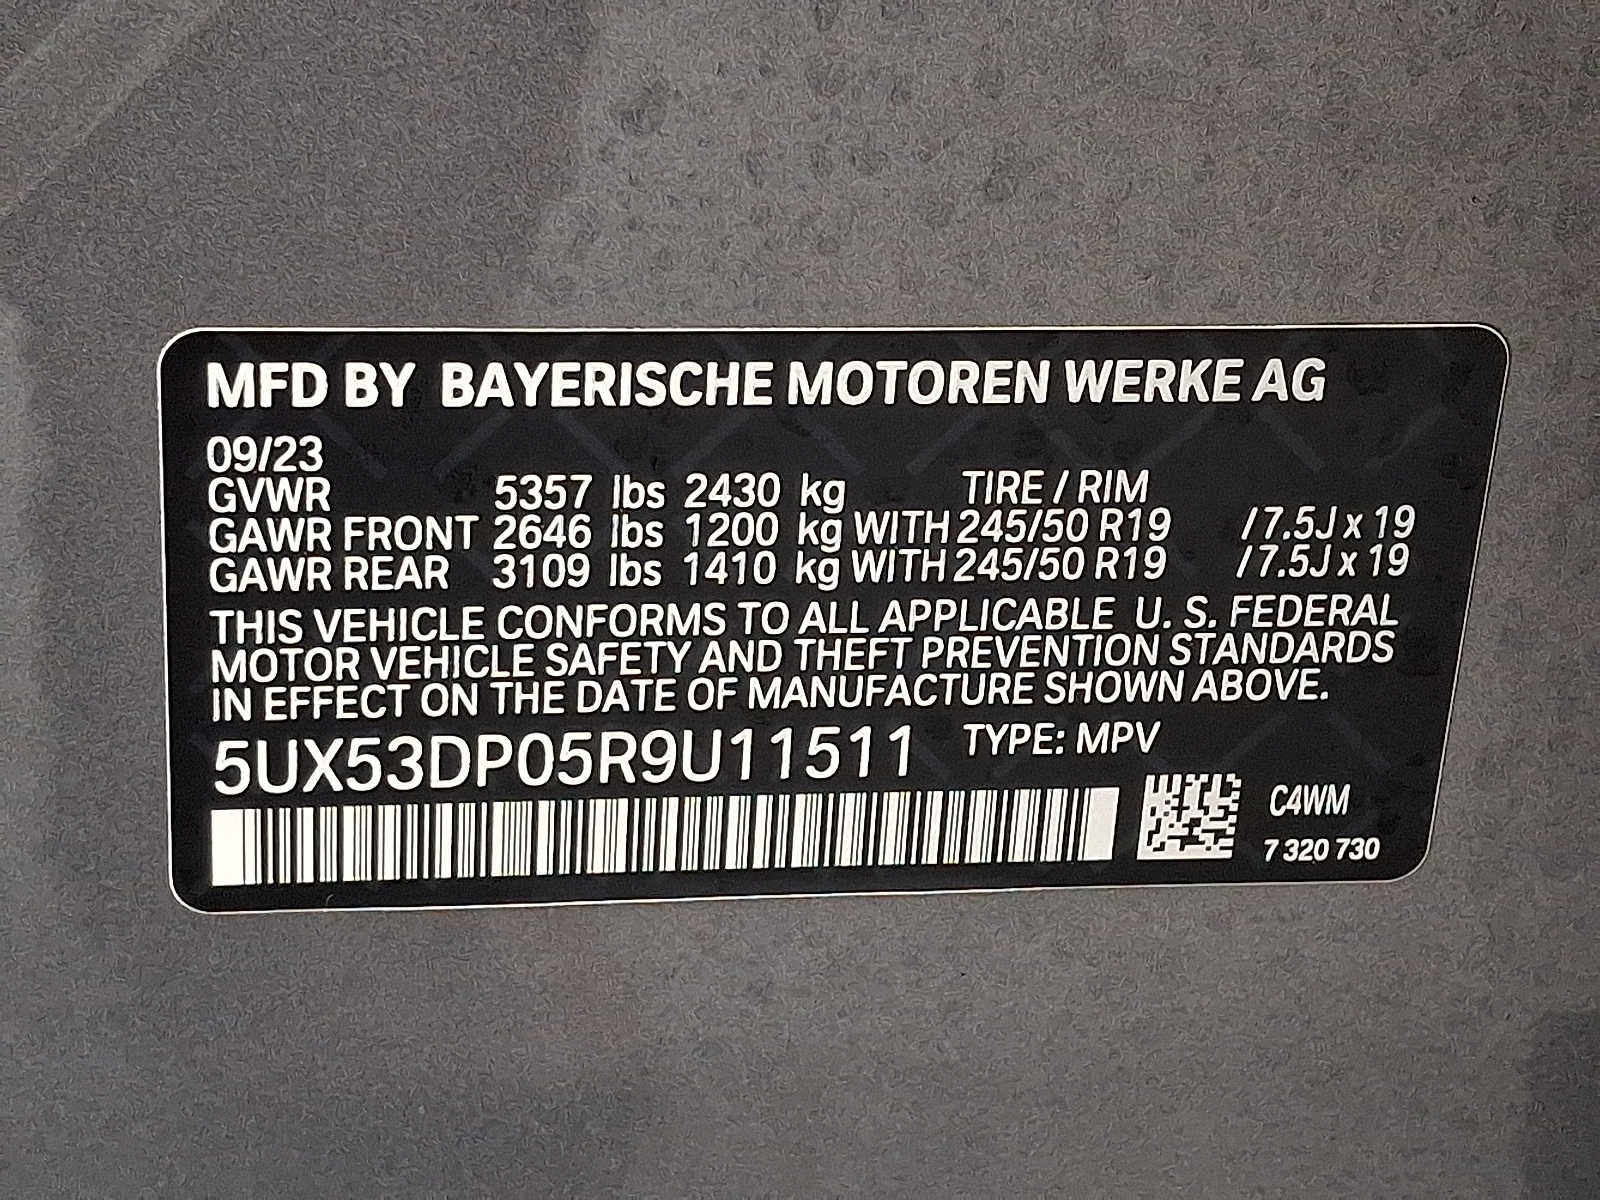 MFD BY BAYERISCHE MOTOREN WERKE AG
09/23
GVWR 5357 lbs 2430 kg TIRE / RIM
GAWR FRONT 2646 lbs 1200 kg WITH 245/50 R19 / 7.5J x 19
GAWR REAR 3109 lbs 1410 kg WITH 245/50 R19 / 7.5J x 19
THIS VEHICLE CONFORMS TO ALL APPLICABLE U. S. FEDERAL
MOTOR VEHICLE SAFETY AND THEFT PREVENTION STANDARDS
IN EFFECT ON THE DATE OF MANUFACTURE SHOWN ABOVE.
5UX53DP05R9U11511 TYPE: MPV
C4WM
7 320 730